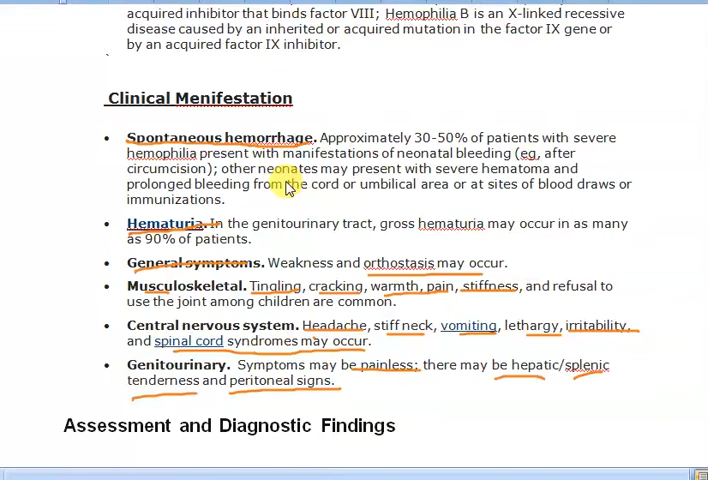 acquired inhibitor that binds factor VIII; Hemophilia B is an X-linked recessive
disease caused by an inherited or acquired mutation in the factor IX gene or
by an acquired factor IX inhibitor.
`
Clinical Menifestation
• Spontaneous hemorrhage. Approximately 30-50% of patients with severe
hemophilia present with manifestations of neonatal bleeding (eg, after
circumcision); other neonates may present with severe hematoma and
prolonged bleeding from the cord or umbilical area or at sites of blood draws or
immunizations.
• Hematuria. In the genitourinary tract, gross hematuria may occur in as many
as 90% of patients.
• General symptoms. Weakness and orthostasis may occur.
• Musculoskeletal. Tingling, cracking, warmth, pain, stiffness, and refusal to
use the joint among children are common.
• Central nervous system. Headache, stiff neck, vomiting, lethargy, irritability,
and spinal cord syndromes may occur.
• Genitourinary. Symptoms may be painless; there may be hepatic/splenic
tenderness and peritoneal signs.
Assessment and Diagnostic Findings